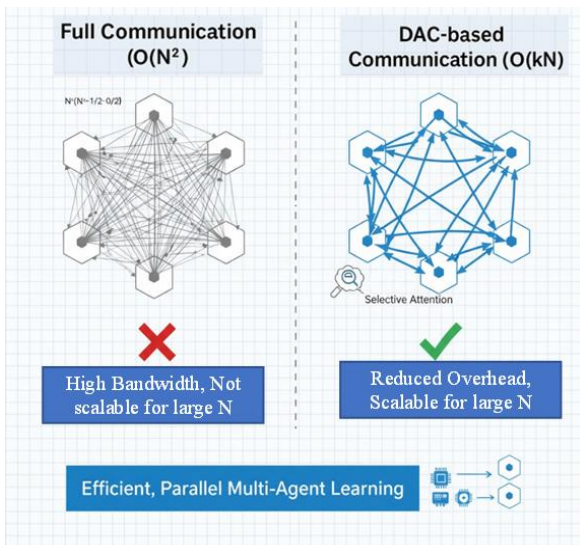 Full Communication
(O(N²)
DAC-based
Communication (O(kN)
Selective Attention
High Bandwidth, Not
scalable for large N
Reduced Overhead,
Scalable for large N
Efficient, Parallel Multi-Agent Learning